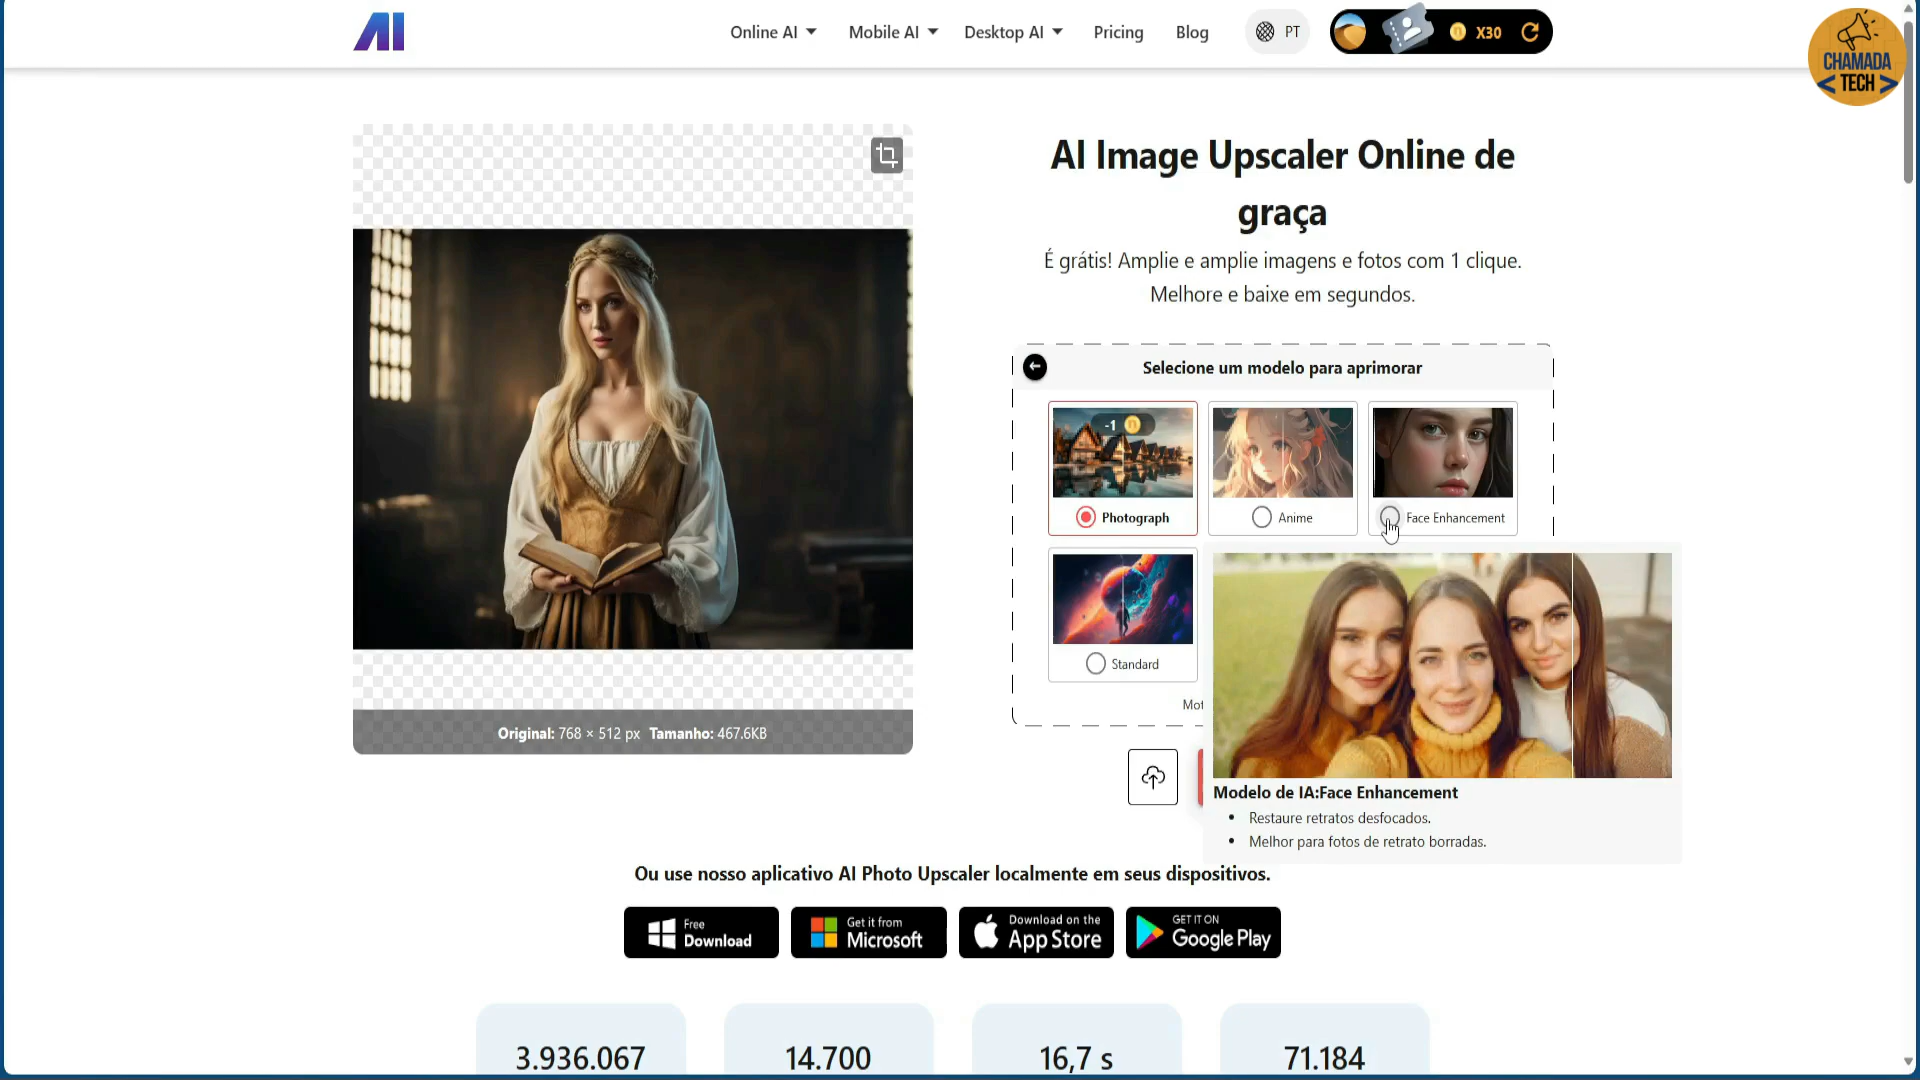 AI
Online AI
Mobile AI
Desktop AI
Pricing
Blog
PT
X30
CHAMADA
< TECH >
AI Image Upscaler Online de
graça
É grátis! Amplie e amplie imagens e fotos com 1 clique.
Melhore e baixe em segundos.
Selecione um modelo para aprimorar
-1
Photograph
Anime
Face Enhancement
Standard
Original: 768 × 512 px Tamanho: 467.6KB
Modelo de IA:Face Enhancement
• Restaure retratos desfocados.
• Melhor para fotos de retrato borradas.
Ou use nosso aplicativo AI Photo Upscaler localmente em seus dispositivos.
Free
Download
Get it from
Microsoft
Download on the
App Store
GET IT ON
Google Play
3.936.067
14.700
16,7 s
71.184